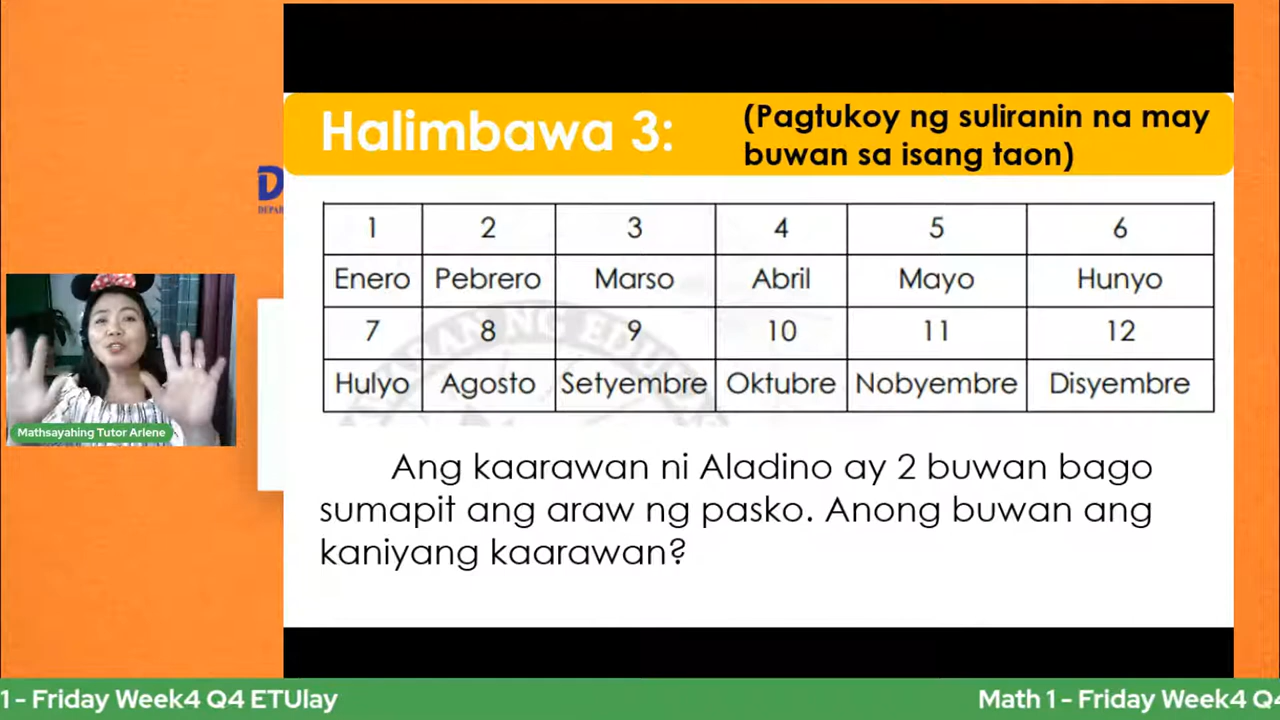 Halimbawa 3:
(Pagtukoy ng suliranin na may
buwan sa isang taon)
1 2 3 4 5 6
Enero Pebrero Marso Abril Mayo Hunyo
7 8 9 10 11 12
Hulyo Agosto Setyembre Oktubre Nobyembre Disyembre
Ang kaarawan ni Aladino ay 2 buwan bago
sumapit ang araw ng pasko. Anong buwan ang
kaniyang kaarawan?
Mathsayahing Tutor Arlene
1 - Friday Week4 Q4 ETUlay
Math 1 - Friday Week4 Q4